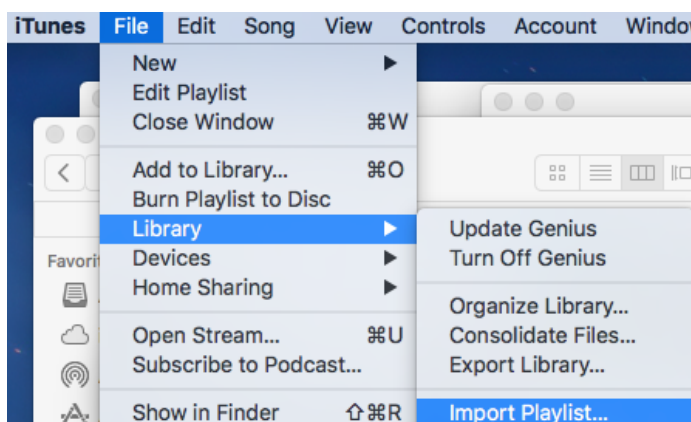 iTunes File Edit Song View Controls Account Windo
New
Edit Playlist
Close Window ⌘W
Add to Library... ⌘O
Burn Playlist to Disc
Library
Devices
Home Sharing
Open Stream... ⌘U
Subscribe to Podcast...
Show in Finder ⇧⌘R
Update Genius
Turn Off Genius
Organize Library...
Consolidate Files...
Export Library...
Import Playlist...
Favorit